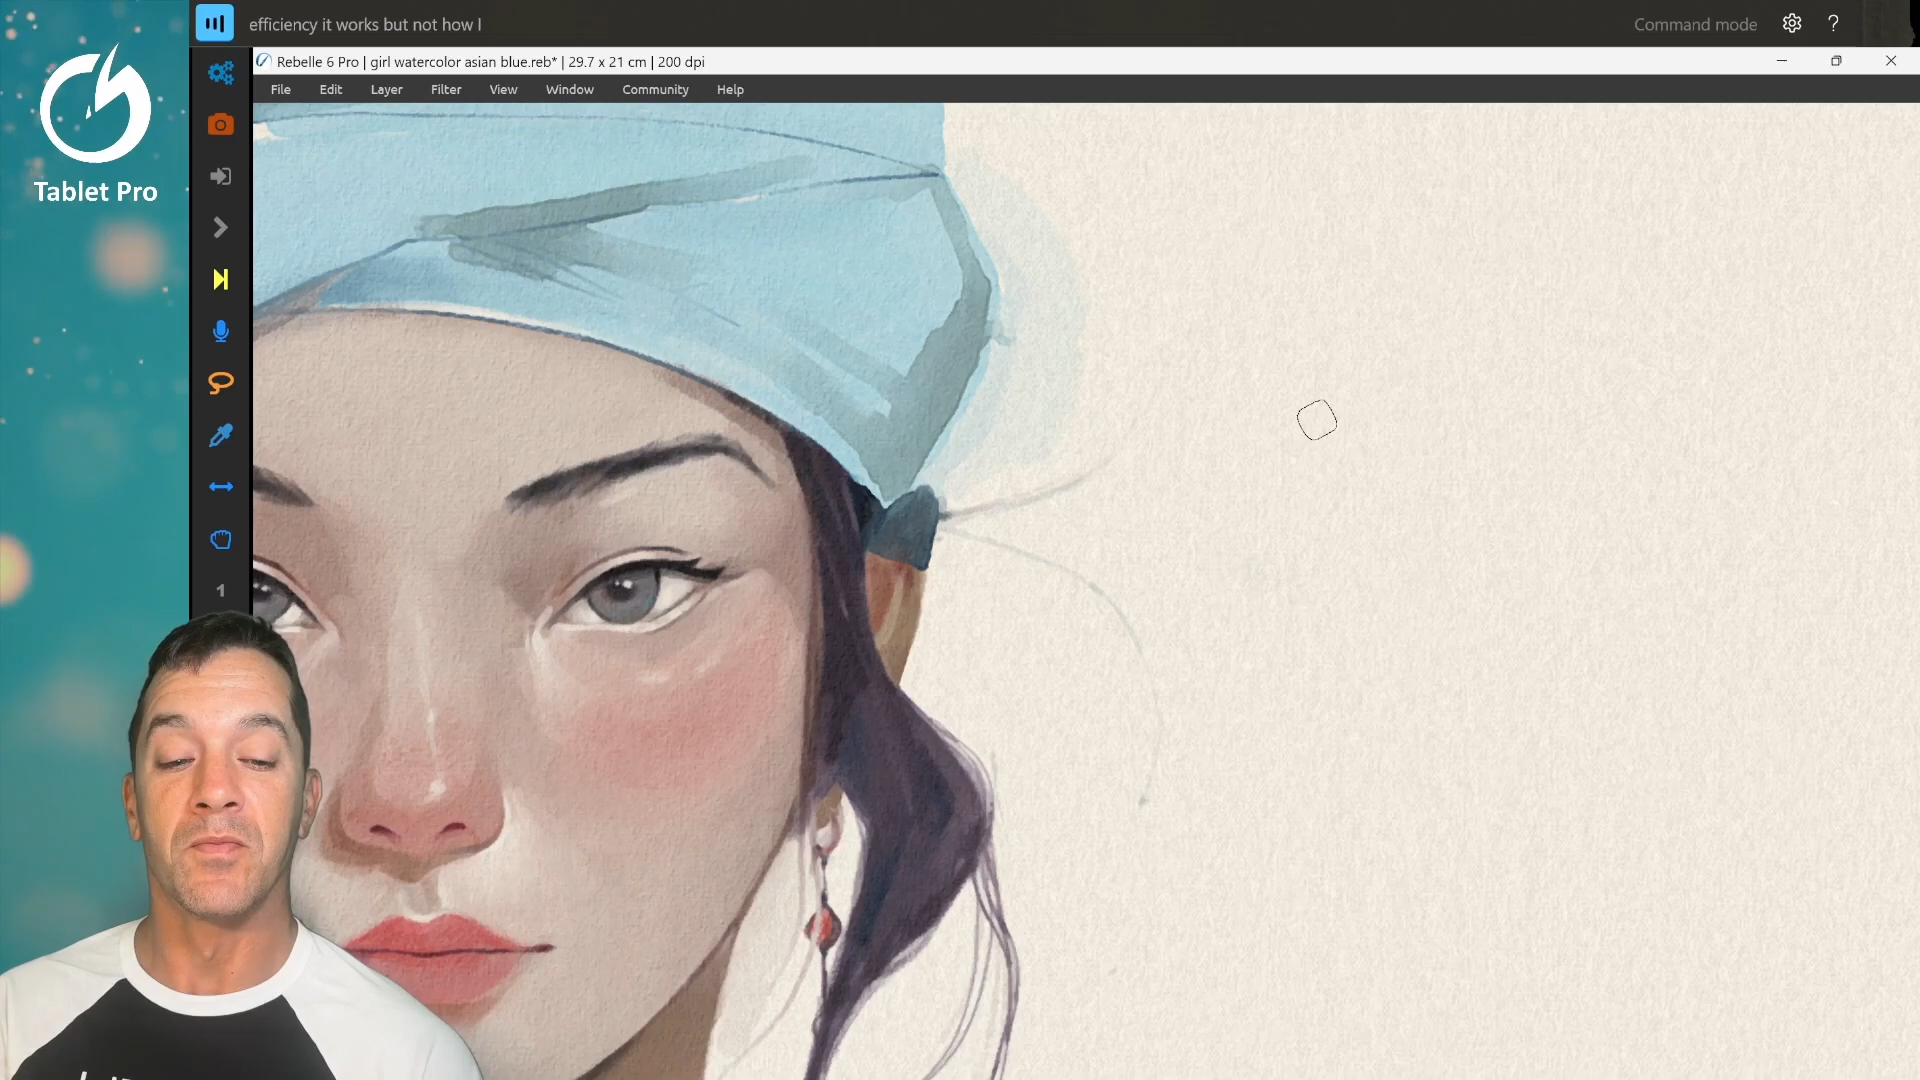 efficiency it works but not how I
Command mode
?
Tablet Pro
Rebelle 6 Pro | girl watercolor asian blue.reb* | 29.7 x 21 cm | 200 dpi
File Edit Layer Filter View Window Community Help
1